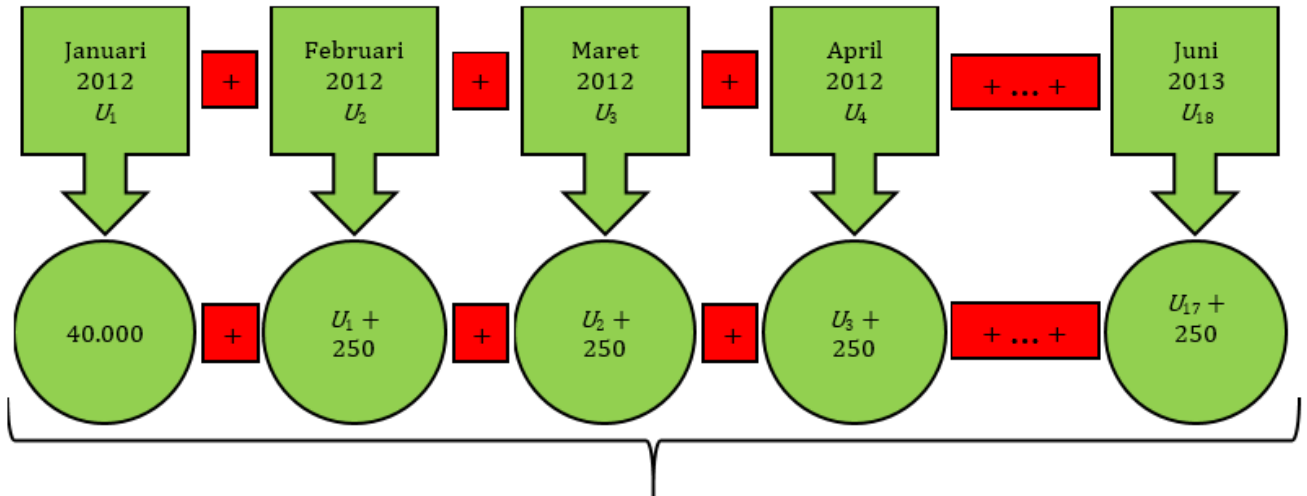 Januari
2012
U₁
+
Februari
2012
U₂
+
Maret
2012
U₃
+
April
2012
U₄
+ ... +
Juni
2013
U₁₈
40.000
+
U₁ +
250
+
U₂ +
250
+
U₃ +
250
+ ... +
U₁₇ +
250